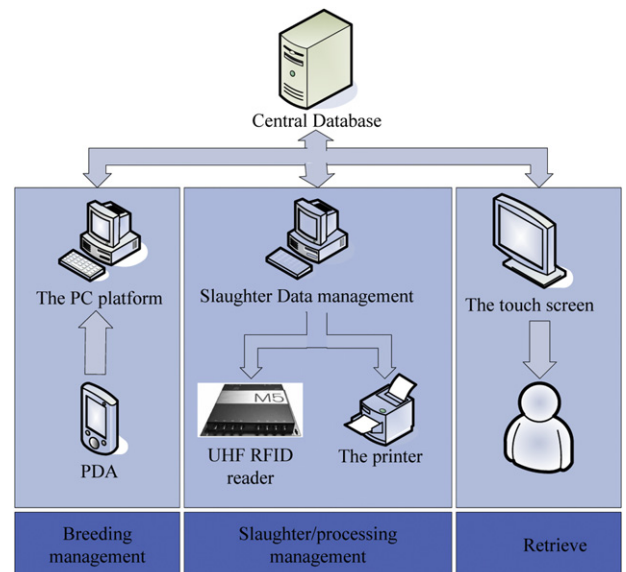 Central Database
The PC platform
Slaughter Data management
The touch screen
M5
PDA
UHF RFID
reader
The printer
Breeding
management
Slaughter/processing
management
Retrieve